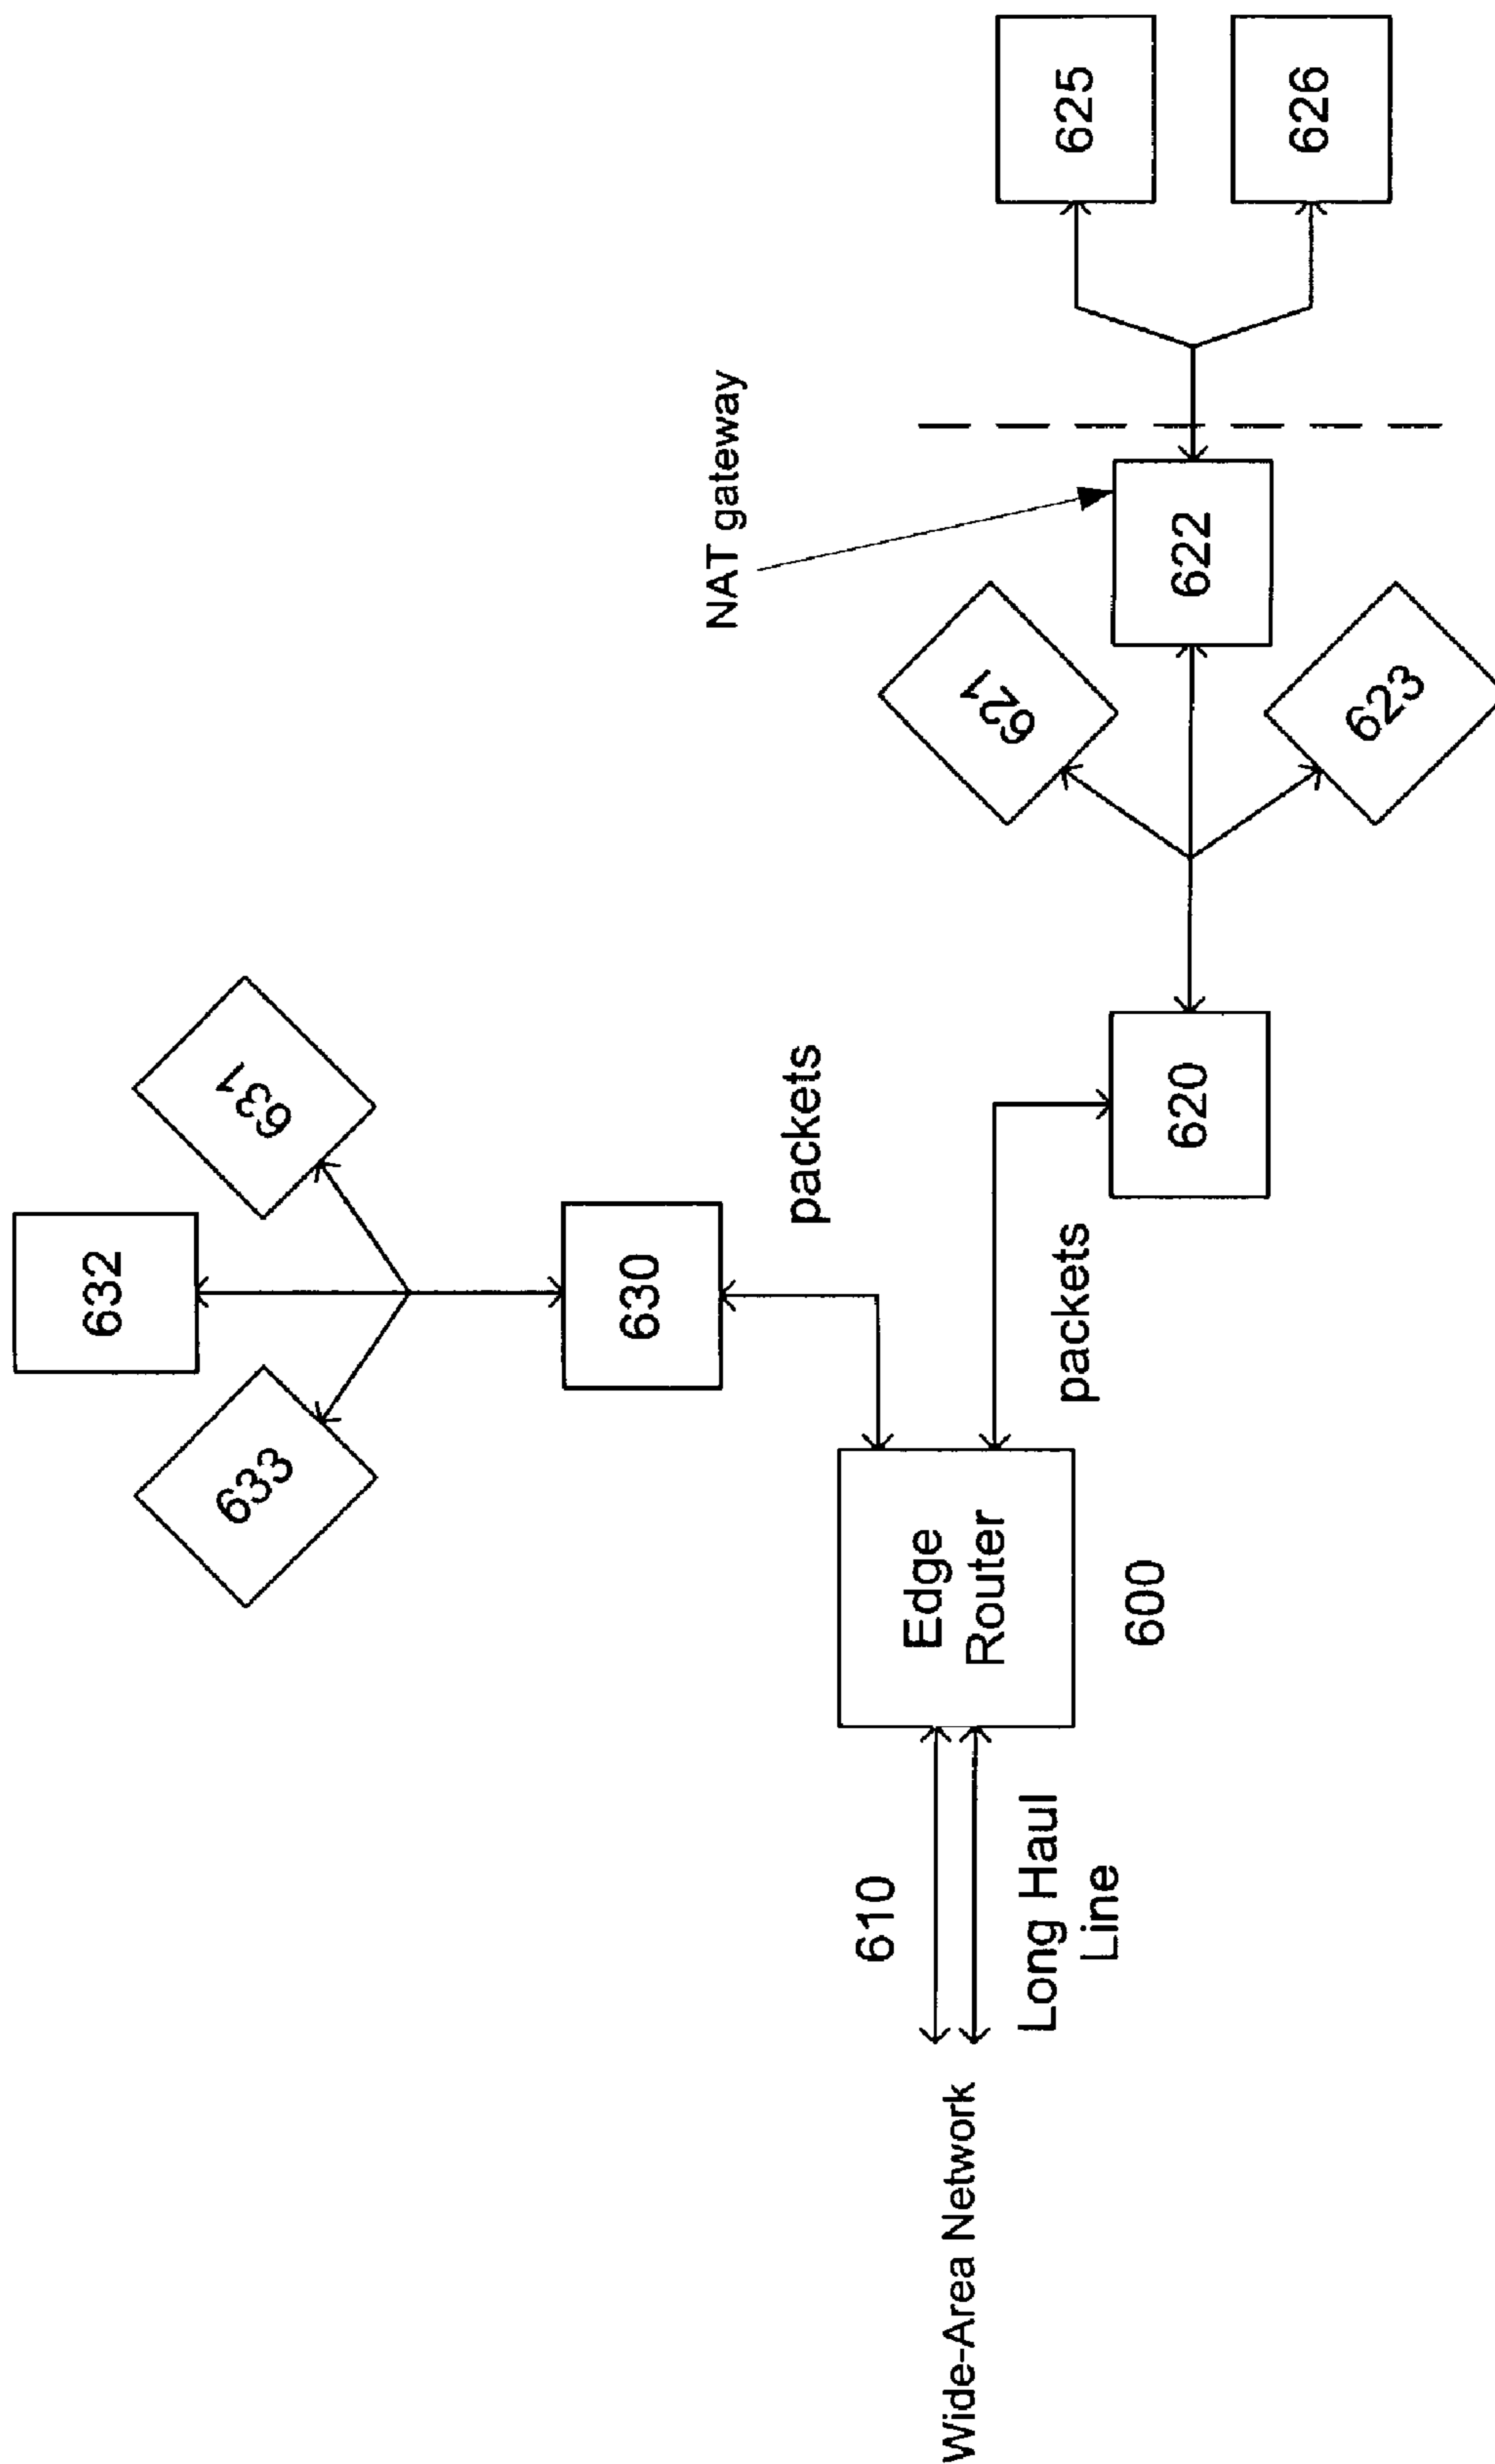 632
631
633
630
packets
packets
NAT gateway
621
622
623
620
625
626
Edge
Router
600
610
Long Haul
Line
Wide-Area Network